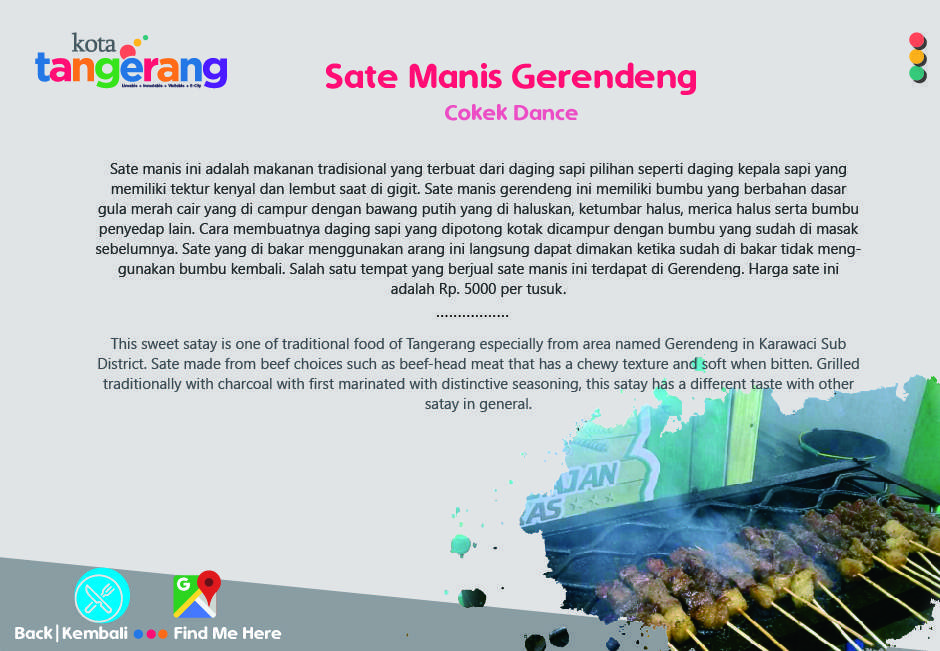 kota
tangerang
Liveable + Investable + Visitable + E-City
Sate Manis Gerendeng
Cokek Dance
Sate manis ini adalah makanan tradisional yang terbuat dari daging sapi pilihan seperti daging kepala sapi yang
memiliki tektur kenyal dan lembut saat di gigit. Sate manis gerendeng ini memiliki bumbu yang berbahan dasar
gula merah cair yang di campur dengan bawang putih yang di haluskan, ketumbar halus, merica halus serta bumbu
penyedap lain. Cara membuatnya daging sapi yang dipotong kotak dicampur dengan bumbu yang sudah di masak
sebelumnya. Sate yang di bakar menggunakan arang ini langsung dapat dimakan ketika sudah di bakar tidak meng-
gunakan bumbu kembali. Salah satu tempat yang berjual sate manis ini terdapat di Gerendeng. Harga sate ini
adalah Rp. 5000 per tusuk.
.................
This sweet satay is one of traditional food of Tangerang especially from area named Gerendeng in Karawaci Sub
District. Sate made from beef choices such as beef-head meat that has a chewy texture and soft when bitten. Grilled
traditionally with charcoal with first marinated with distinctive seasoning, this satay has a different taste with other
satay in general.
AJAN
AS
G
Back|Kembali
Find Me Here